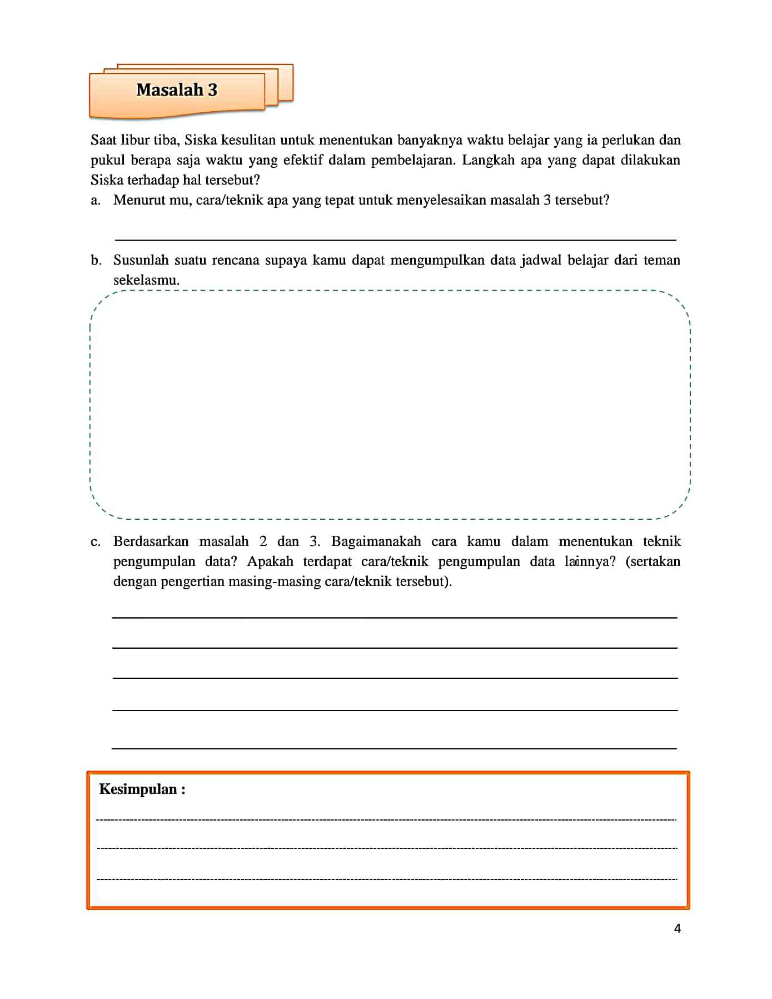 Masalah 3
Saat libur tiba, Siska kesulitan untuk menentukan banyaknya waktu belajar yang ia perlukan dan
pukul berapa saja waktu yang efektif dalam pembelajaran. Langkah apa yang dapat dilakukan
Siska terhadap hal tersebut?
a. Menurut mu, cara/teknik apa yang tepat untuk menyelesaikan masalah 3 tersebut?
b. Susunlah suatu rencana supaya kamu dapat mengumpulkan data jadwal belajar dari teman
sekelasmu.
c. Berdasarkan masalah 2 dan 3. Bagaimanakah cara kamu dalam menentukan teknik
pengumpulan data? Apakah terdapat cara/teknik pengumpulan data lainnya? (sertakan
dengan pengertian masing-masing cara/teknik tersebut).
Kesimpulan :
4